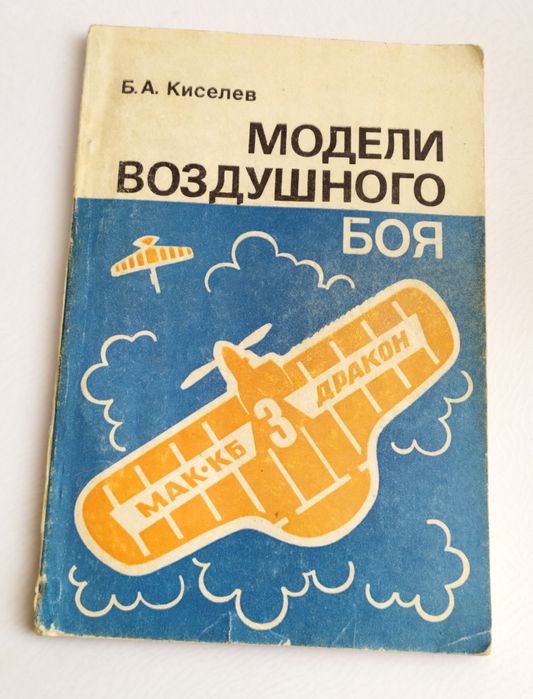 Б.А. Киселев
МОДЕЛИ
ВОЗДУШНОГО
БОЯ
МАК•КБ 3 ДРАКОН